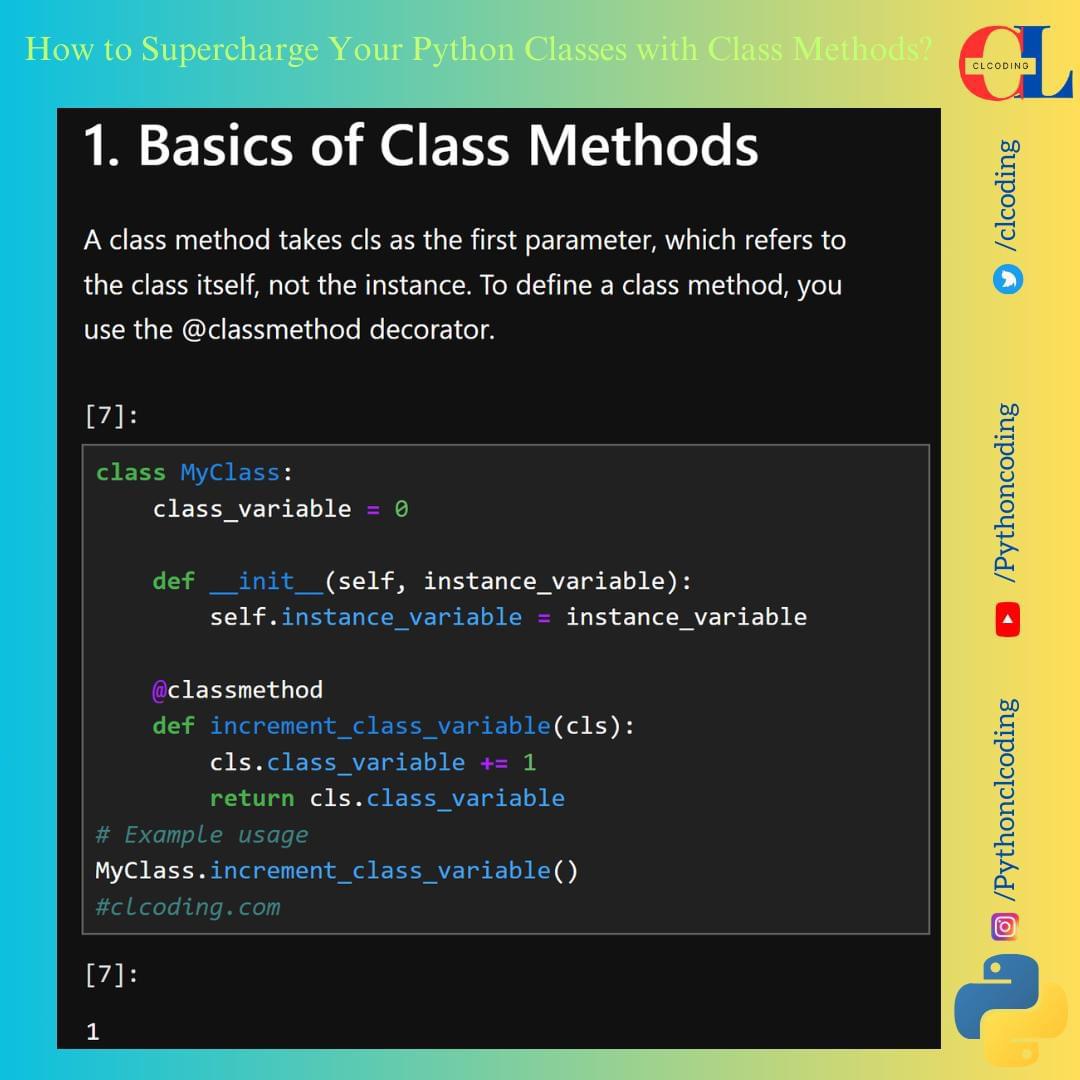 How to Supercharge Your Python Classes with Class Methods?
CL
CLCODING
1. Basics of Class Methods
A class method takes cls as the first parameter, which refers to
the class itself, not the instance. To define a class method, you
use the @classmethod decorator.
[7]:
class MyClass:
    class_variable = 0
    def __init__(self, instance_variable):
        self.instance_variable = instance_variable
    @classmethod
    def increment_class_variable(cls):
        cls.class_variable += 1
        return cls.class_variable
# Example usage
MyClass.increment_class_variable()
#clcoding.com
[7]:
1
/clcoding
/Pythoncoding
/Pythonclcoding